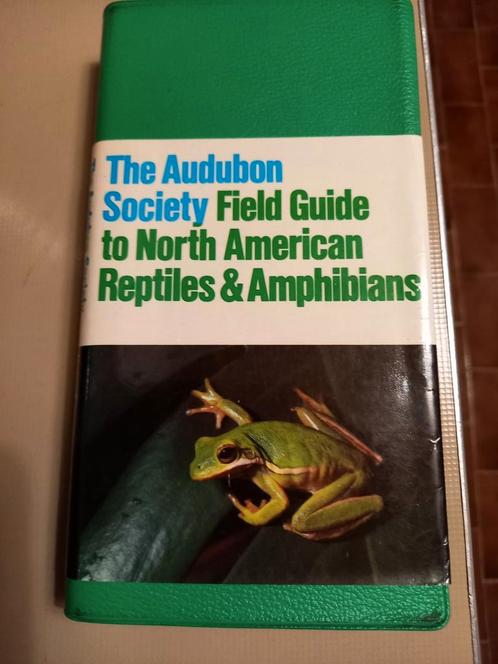 The Audubon
Society Field Guide
to North American
Reptiles & Amphibians